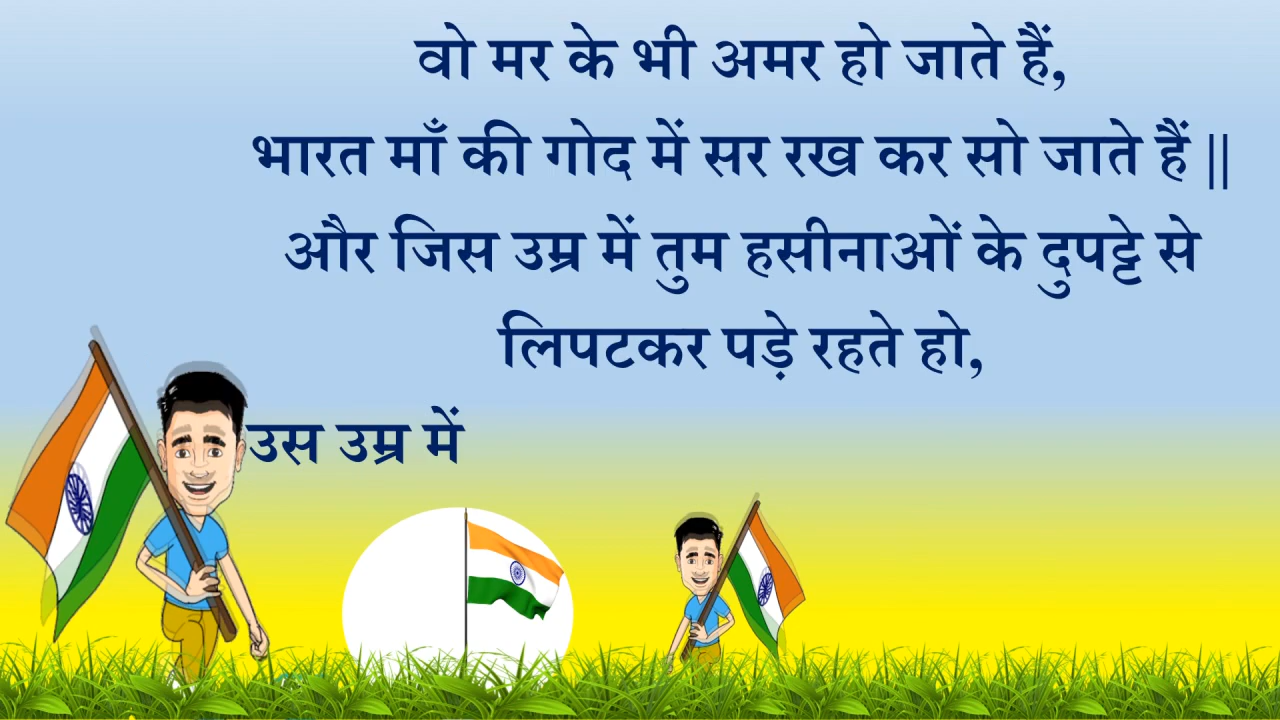 वो मर के भी अमर हो जाते हैं,
भारत माँ की गोद में सर रख कर सो जाते हैं ||
और जिस उम्र में तुम हसीनाओं के दुपट्टे से
लिपटकर पड़े रहते हो,
उस उम्र में